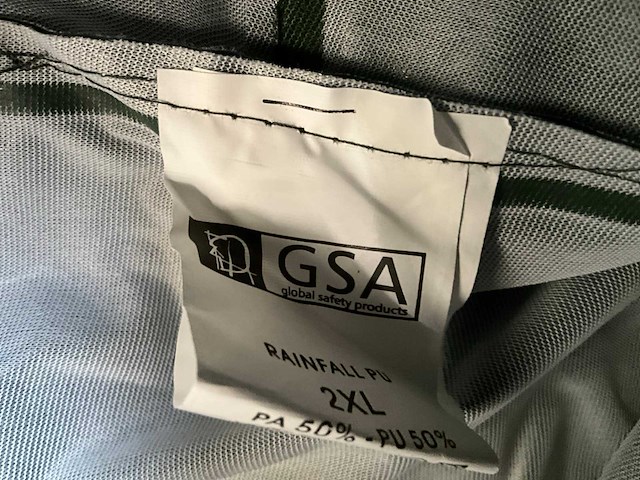 GSA
global safety products
RAINFALL PU
2XL
PA 50% - PU 50%